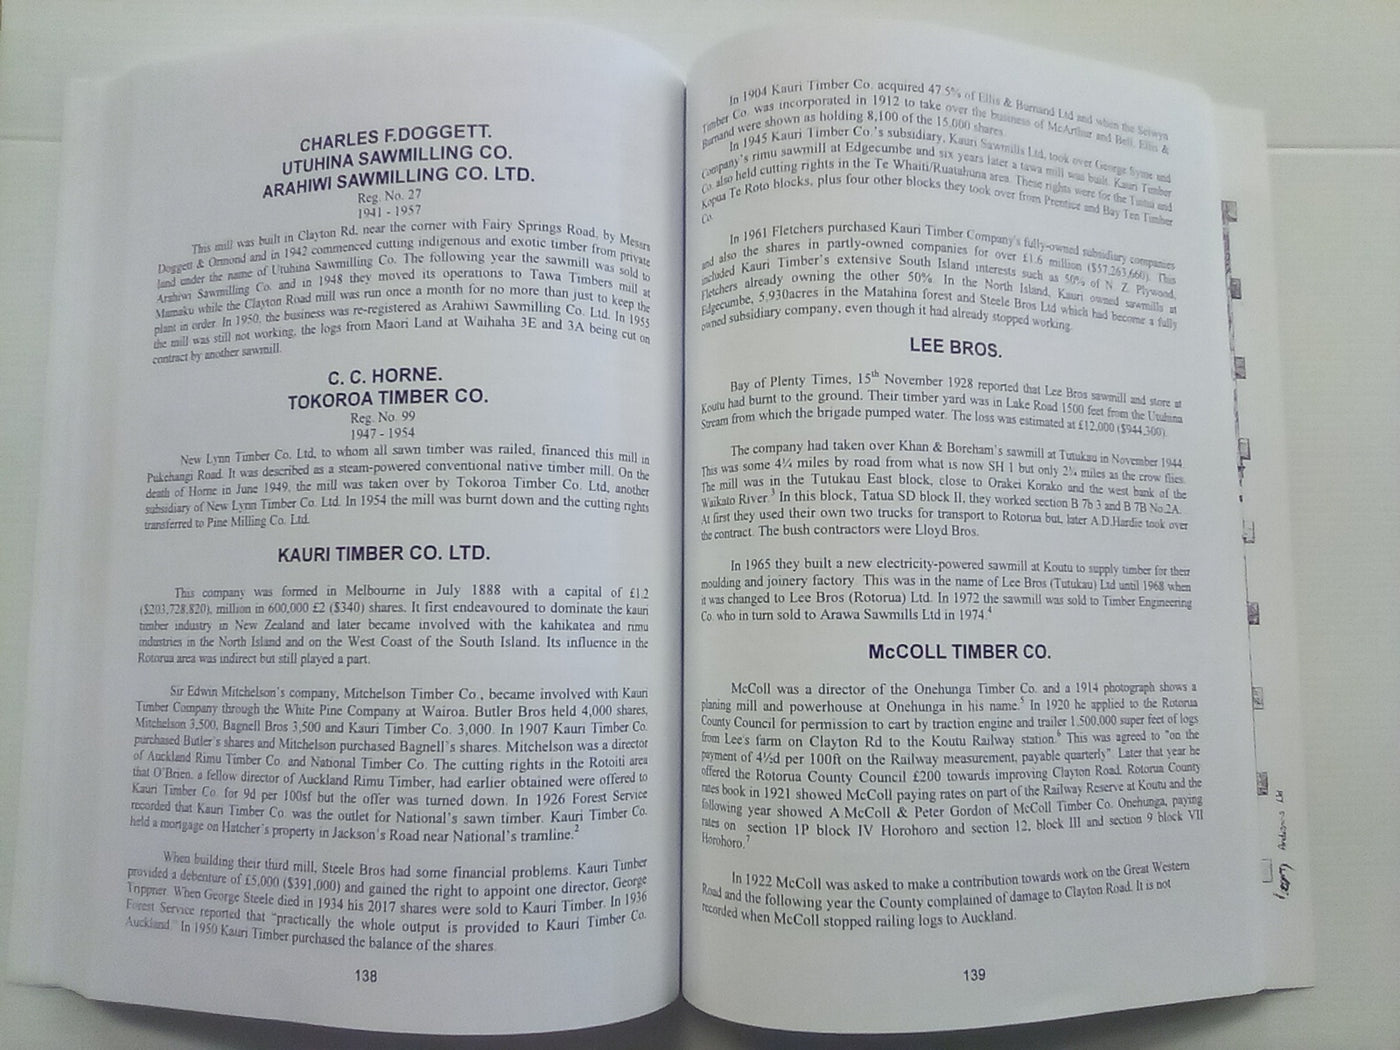 CHARLES F.DOGGETT.
UTUHINA SAWMILLING CO.
ARAHIWI SAWMILLING CO. LTD.
Reg. No. 27
1941 - 1957
This mill was built in Clayton Rd. near the corner with Fairy Springs Road, by Messrs
Doggett & Ormond and in 1942 commenced cutting indigenous and exotic timber from private
land under the name of Utuhina Sawmilling Co. The following year the sawmill was sold to
Arahiwi Sawmilling Co. and in 1948 they moved its operations to Tawa Timbers mill at
Mamaku while the Clayton Road mill was run once a month for no more than just to keep the
plant in order. In 1950, the business was re-registered as Arahiwi Sawmilling Co. Ltd. In 1955
the mill was still not working, the logs from Maori Land at Waihaha 3E and 3A being cut on
contract by another sawmill.
C. C. HORNE.
TOKOROA TIMBER CO.
Reg. No. 99
1947 - 1954
New Lynn Timber Co. Ltd, to whom all sawn timber was railed, financed this mill in
Pukehangi Road. It was described as a steam-powered conventional native timber mill. On the
death of Horne in June 1949, the mill was taken over by Tokoroa Timber Co. Ltd, another
subsidiary of New Lynn Timber Co. Ltd. In 1954 the mill was burnt down and the cutting rights
transferred to Pine Milling Co. Ltd.
KAURI TIMBER CO. LTD.
This company was formed in Melbourne in July 1888 with a capital of £1.2
($203,728,820), million in 600,000 £2 ($340) shares. It first endeavoured to dominate the kauri
timber industry in New Zealand and later became involved with the kahikatea and rimu
industries in the North Island and on the West Coast of the South Island. Its influence in the
Rotorua area was indirect but still played a part.
Sir Edwin Mitchelson's company, Mitchelson Timber Co., became involved with Kauri
Timber Company through the White Pine Company at Wairoa. Butler Bros held 4,000 shares,
Mitchelson 3,500, Bagnell Bros 3,500 and Kauri Timber Co. 3,000. In 1907 Kauri Timber Co.
purchased Butler's shares and Mitchelson purchased Bagnell's shares. Mitchelson was a director
of Auckland Rimu Timber Co. and National Timber Co. The cutting rights in the Rotoiti area
that O'Brien, a fellow director of Auckland Rimu Timber, had earlier obtained were offered to
Kauri Timber Co. for 9d per 100sf but the offer was turned down. In 1926 Forest Service
recorded that Kauri Timber Co. was the outlet for National's sawn timber. Kauri Timber Co.
held a mortgage on Hatcher's property in Jackson's Road near National's tramline.2
When building their third mill, Steele Bros had some financial problems. Kauri Timber
provided a debenture of £5,000 ($391,000) and gained the right to appoint one director, George
Trippner. When George Steele died in 1934 his 2017 shares were sold to Kauri Timber. In 1936
Forest Service reported that "practically the whole output is provided to Kauri Timber Co.
Auckland." In 1950 Kauri Timber purchased the balance of the shares.
138
In 1904 Kauri Timber Co. acquired 47.5% of Ellis & Burnand Ltd and when the Selwyn
Timber Co. was incorporated in 1912 to take over the business of McArthur and Bell, Ellis &
Burnand were shown as holding 8,100 of the 15,000 shares.
In 1945 Kauri Timber Co.'s subsidiary, Kauri Sawmills Ltd, took over George Syme and
Company's rimu sawmill at Edgecumbe and six years later a tawa mill was built. Kauri Timber
Co. also held cutting rights in the Te Whaiti/Ruatahuna area. These rights were for the and
Kopua Te Roto blocks, plus four other blocks they took over from Prentice and Bay Ten Timber
Co.
In 1961 Fletchers purchased Kauri Timber Company's fully-owned subsidiary companies
and also the shares in partly-owned companies for over £1.6 million ($57,263,660). This
included Kauri Timber's extensive South Island interests such as 50% of N. Z. Plywood,
Fletchers already owning the other 50%. In the North Island, Kauri owned sawmills at
Edgecumbe, 5,930acres in the Matahina forest and Steele Bros Ltd which had become a fully
owned subsidiary company, even though it had already stopped working.
LEE BROS.
Bay of Plenty Times, 15th November 1928 reported that Lee Bros sawmill and store at
Koutu had burnt to the ground. Their timber yard was in Lake Road 1500 feet from the Utuhina
Stream from which the brigade pumped water. The loss was estimated at £12,000 ($944,300).
The company had taken over Khan & Boreham's sawmill at Tutukau in November 1944.
This was some 4¼ miles by road from what is now SH 1 but only 2¼ miles as the crow flies.
The mill was in the Tutukau East block, close to Orakei Korako and the west bank of the
Waikato River.3 In this block, Tatua SD block II, they worked section B 7b 3 and B 7B No.2A.
At first they used their own two trucks for transport to Rotorua but, later A.D.Hardie took over
the contract. The bush contractors were Lloyd Bros.
In 1965 they built a new electricity-powered sawmill at Koutu to supply timber for their
moulding and joinery factory. This was in the name of Lee Bros (Tutukau) Ltd until 1968 when
it was changed to Lee Bros (Rotorua) Ltd. In 1972 the sawmill was sold to Timber Engineering
Co. who in turn sold to Arawa Sawmills Ltd in 1974.4
McCOLL TIMBER CO.
McColl was a director of the Onehunga Timber Co. and a 1914 photograph shows a
planing mill and powerhouse at Onehunga in his name.5 In 1920 he applied to the Rotorua
County Council for permission to cart by traction engine and trailer 1,500,000 super feet of logs
from Lee's farm on Clayton Rd to the Koutu Railway station.6 This was agreed to "on the
payment of 4½d per 100ft on the Railway measurement, payable quarterly". Later that year he
offered the Rotorua County Council £200 towards improving Clayton Road. Rotorua County
rates book in 1921 showed McColl paying rates on part of the Railway Reserve at Koutu and the
following year showed A McColl & Peter Gordon of McColl Timber Co. Onehunga, paying
rates on section 1P block IV Horohoro and section 12, block III and section 9 block VII
Horohoro.7
In 1922 McColl was asked to make a contribution towards work on the Great Western
Road and the following year the County complained of damage to Clayton Road. It is not
recorded when McColl stopped railing logs to Auckland.
139